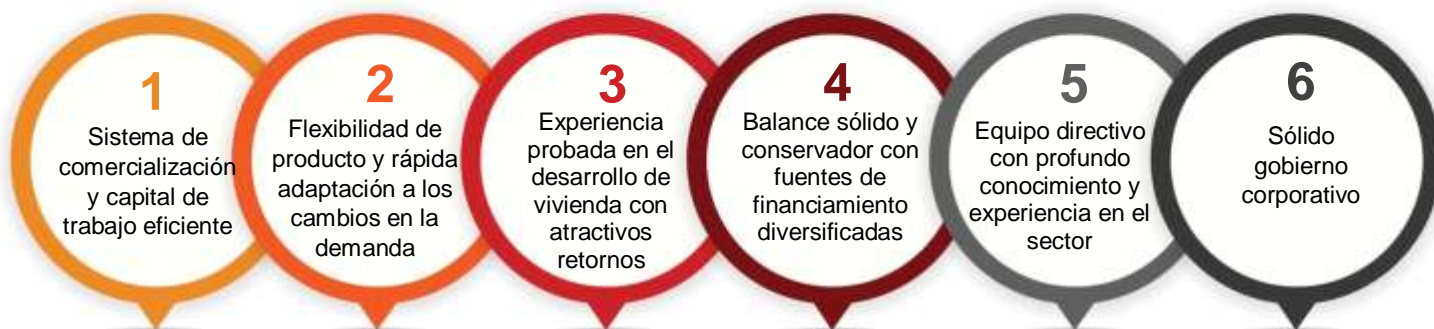 1
Sistema de
comercialización
y capital de
trabajo eficiente
2
Flexibilidad de
producto y rápida
adaptación a los
cambios en la
demanda
3
Experiencia
probada en el
desarrollo de
vivienda con
atractivos
retornos
4
Balance sólido y
conservador con
fuentes de
financiamiento
diversificadas
5
Equipo directivo
con profundo
conocimiento y
experiencia en el
sector
6
Sólido
gobierno
corporativo